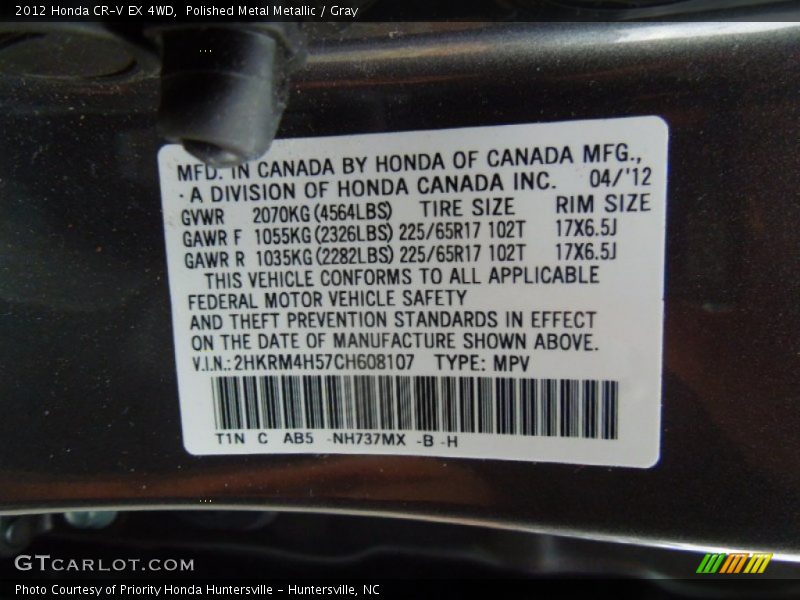 2012 Honda CR-V EX 4WD,  Polished Metal Metallic / Gray
MFD. IN CANADA BY HONDA OF CANADA MFG.,
· A DIVISION OF HONDA CANADA INC. 04/'12
GVWR 2070KG (4564LBS) TIRE SIZE RIM SIZE
GAWR F 1055KG (2326LBS) 225/65R17 102T 17X6.5J
GAWR R 1035KG (2282LBS) 225/65R17 102T 17X6.5J
THIS VEHICLE CONFORMS TO ALL APPLICABLE
FEDERAL MOTOR VEHICLE SAFETY
AND THEFT PREVENTION STANDARDS IN EFFECT
ON THE DATE OF MANUFACTURE SHOWN ABOVE.
V.I.N.: 2HKRM4H57CH608107 TYPE: MPV
T1N C AB5 -NH737MX -B -H
GTCARLOT.COM
Photo Courtesy of Priority Honda Huntersville - Huntersville, NC